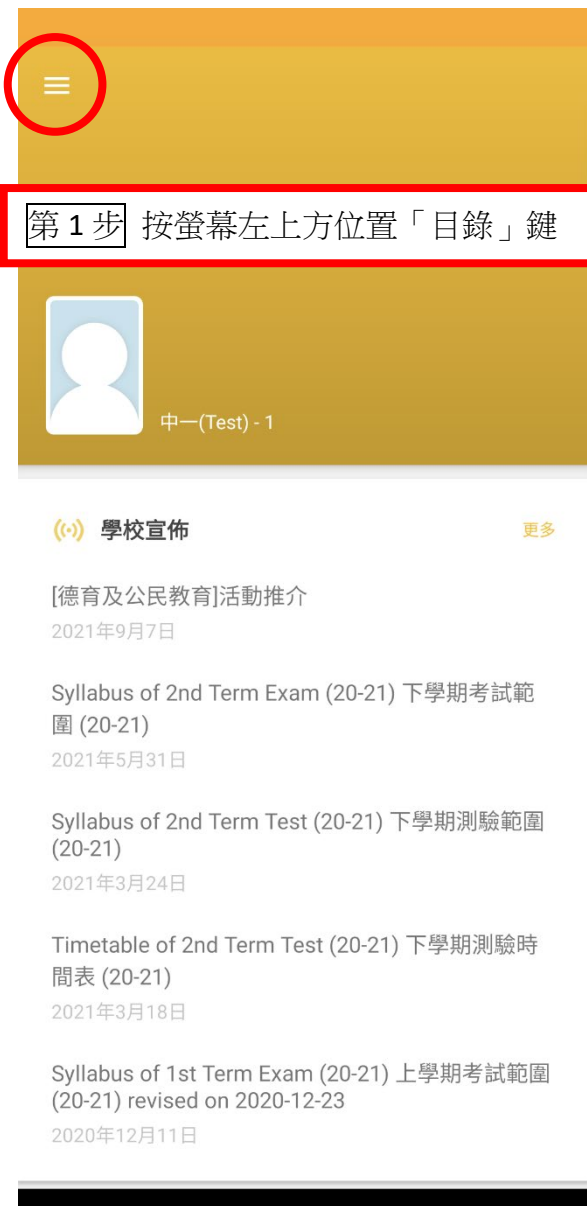 第 1 步 按螢幕左上方位置「目錄」鍵
中一(Test) - 1
學校宣佈 更多
[德育及公民教育]活動推介
2021年9月7日
Syllabus of 2nd Term Exam (20-21) 下學期考試範
圍 (20-21)
2021年5月31日
Syllabus of 2nd Term Test (20-21) 下學期測驗範圍
(20-21)
2021年3月24日
Timetable of 2nd Term Test (20-21) 下學期測驗時
間表 (20-21)
2021年3月18日
Syllabus of 1st Term Exam (20-21) 上學期考試範圍
(20-21) revised on 2020-12-23
2020年12月11日